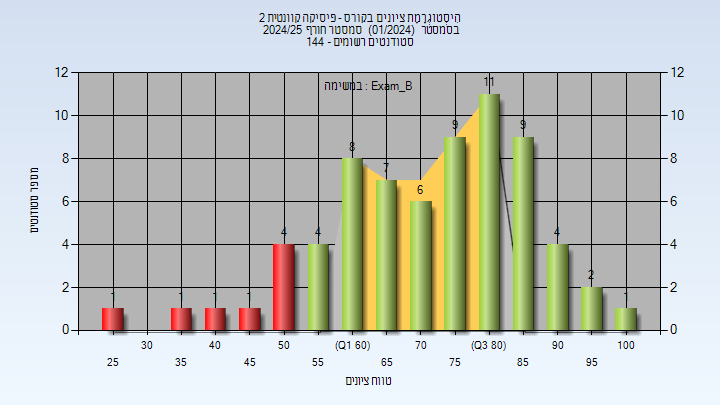 היסטוגרמת ציונים בקורס - פיסיקה קוונטית 2
בסמסטר (01/2024) סמסטר חורף 2024/25
סטודנטים רשומים - 144
במשימה : Exam_B
מספר סטודנטים
12 12
10 10
8 8
6 6
4 4
2 2
0 0
1 1 1 1 4 4 8 7 6 9 11 9 4 2 1
30 40 50 (Q1 60) 70 (Q3 80) 90 100
25 35 45 55 65 75 85 95
טווח ציונים